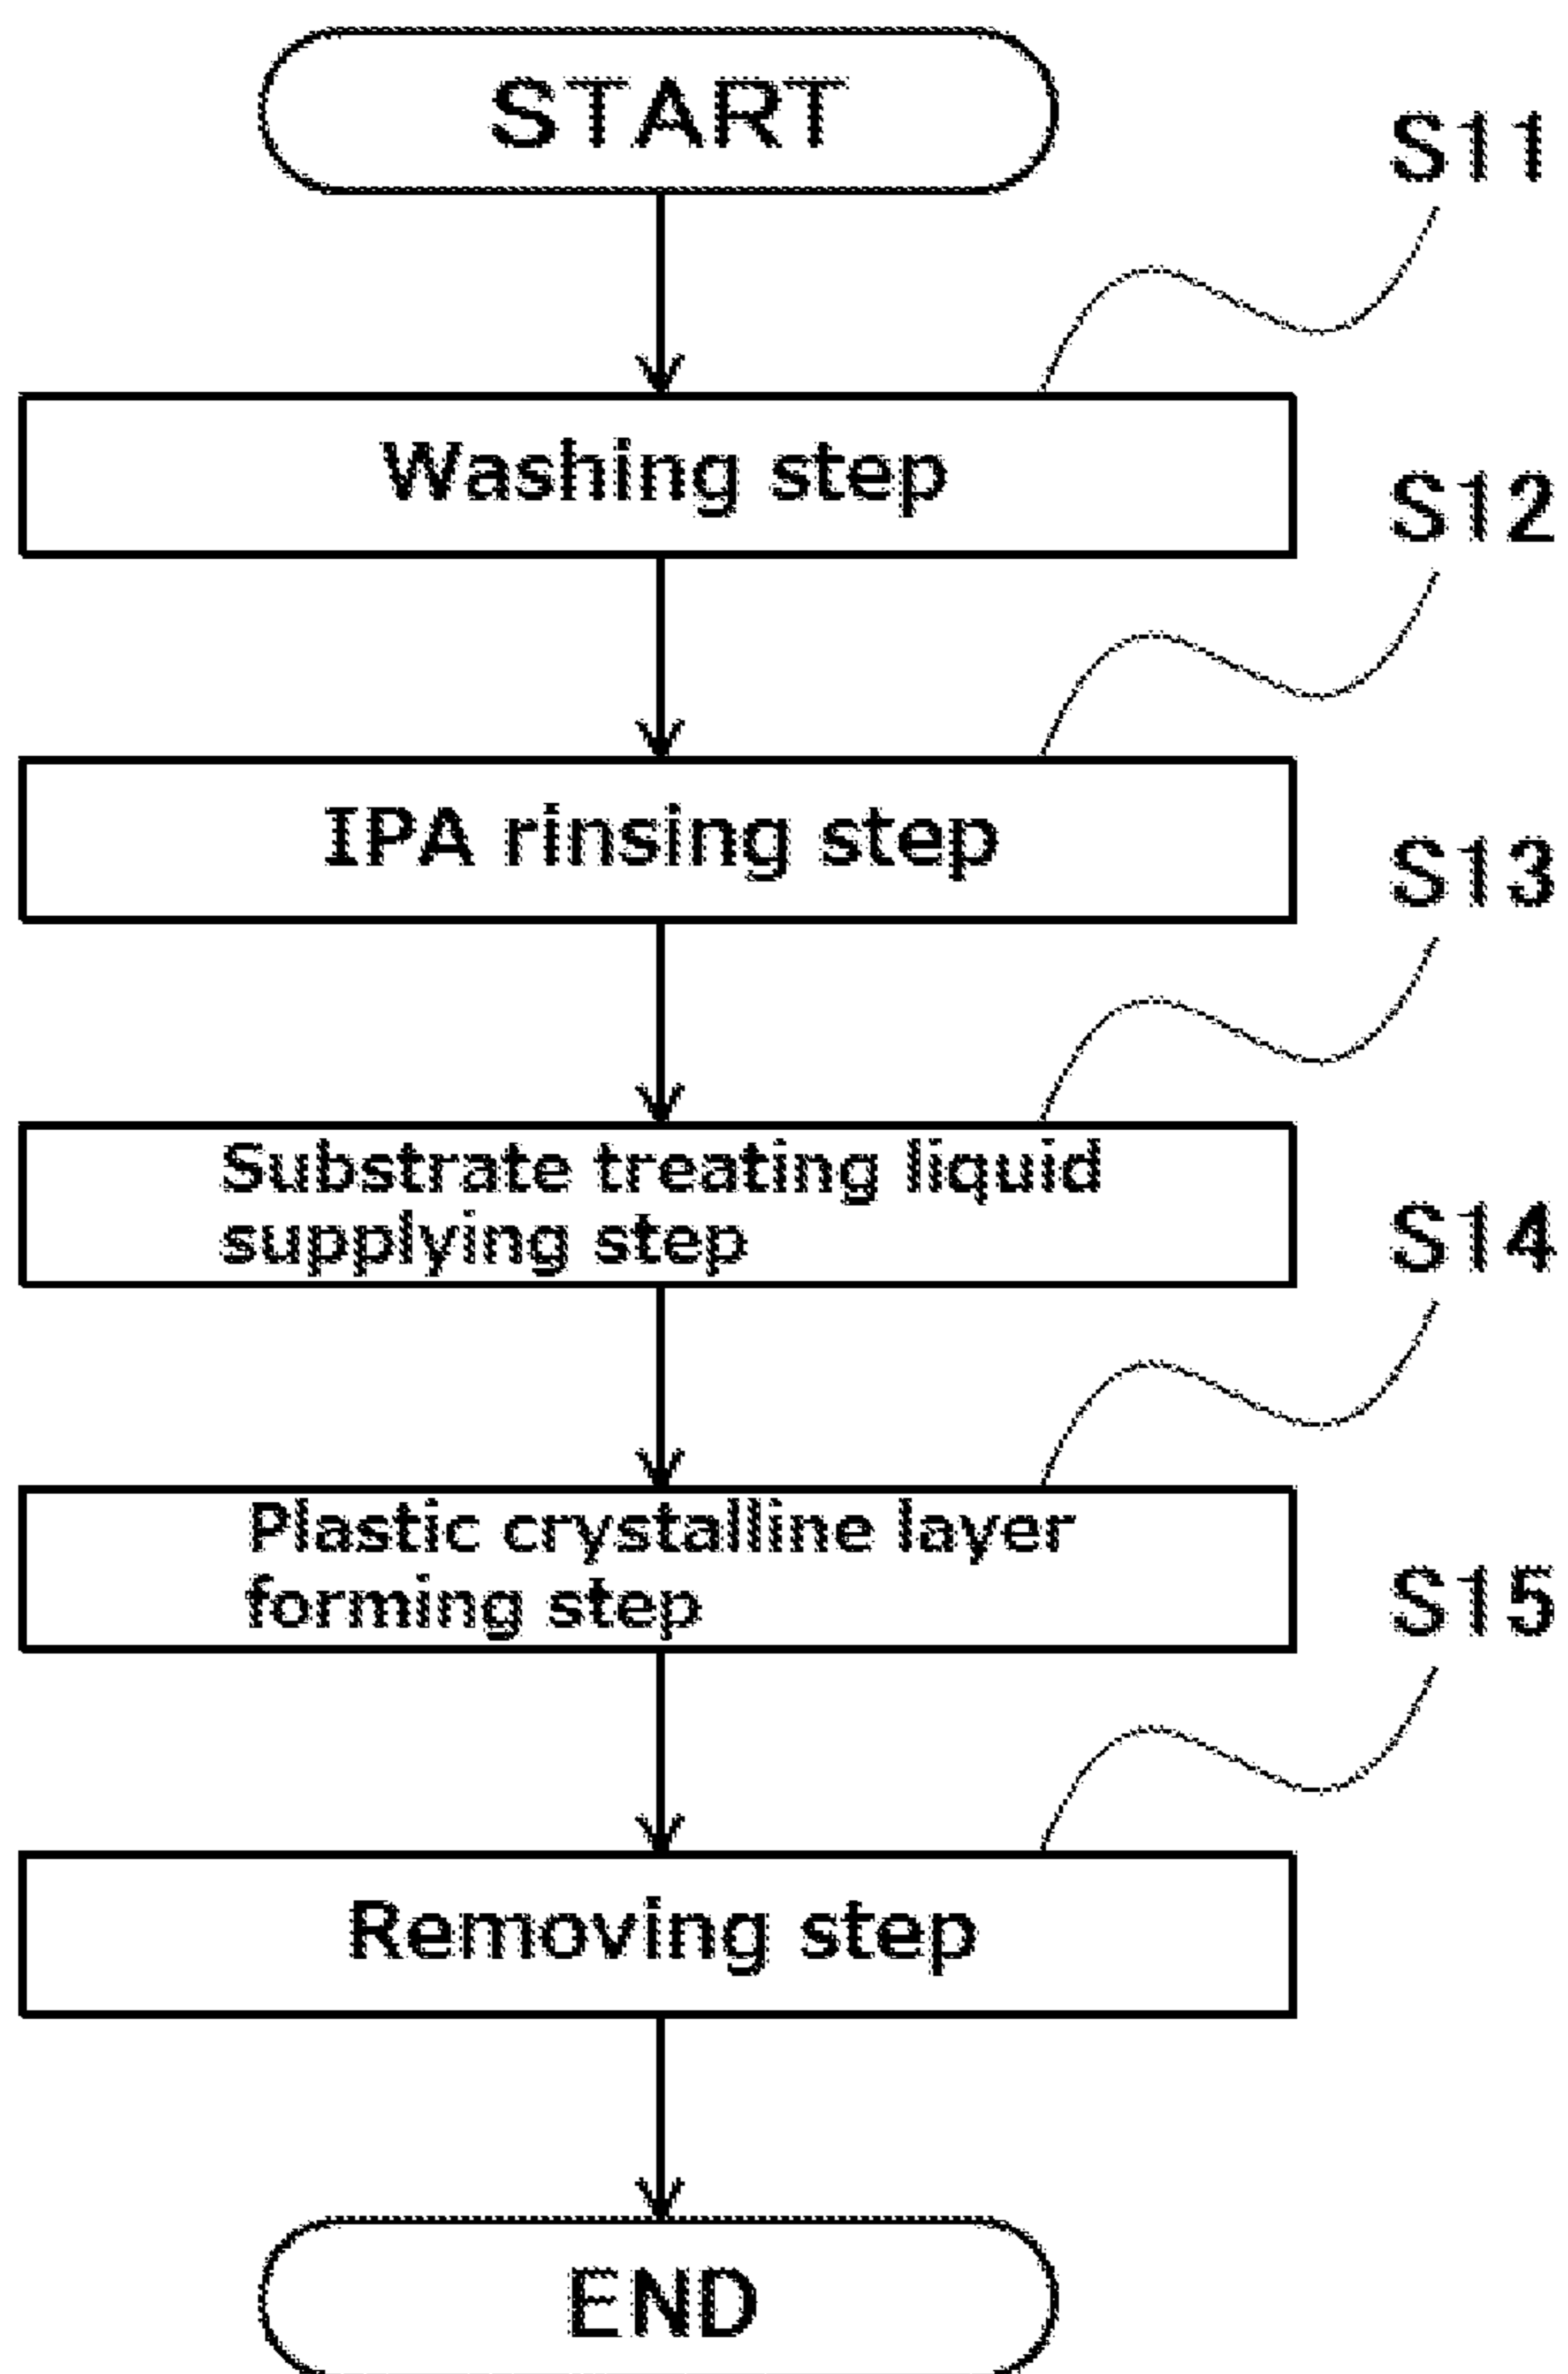 START
S11
Washing step
S12
IPA rinsing step
S13
Substrate treating liquid
supplying step
S14
Plastic crystalline layer
forming step
S15
Removing step
END